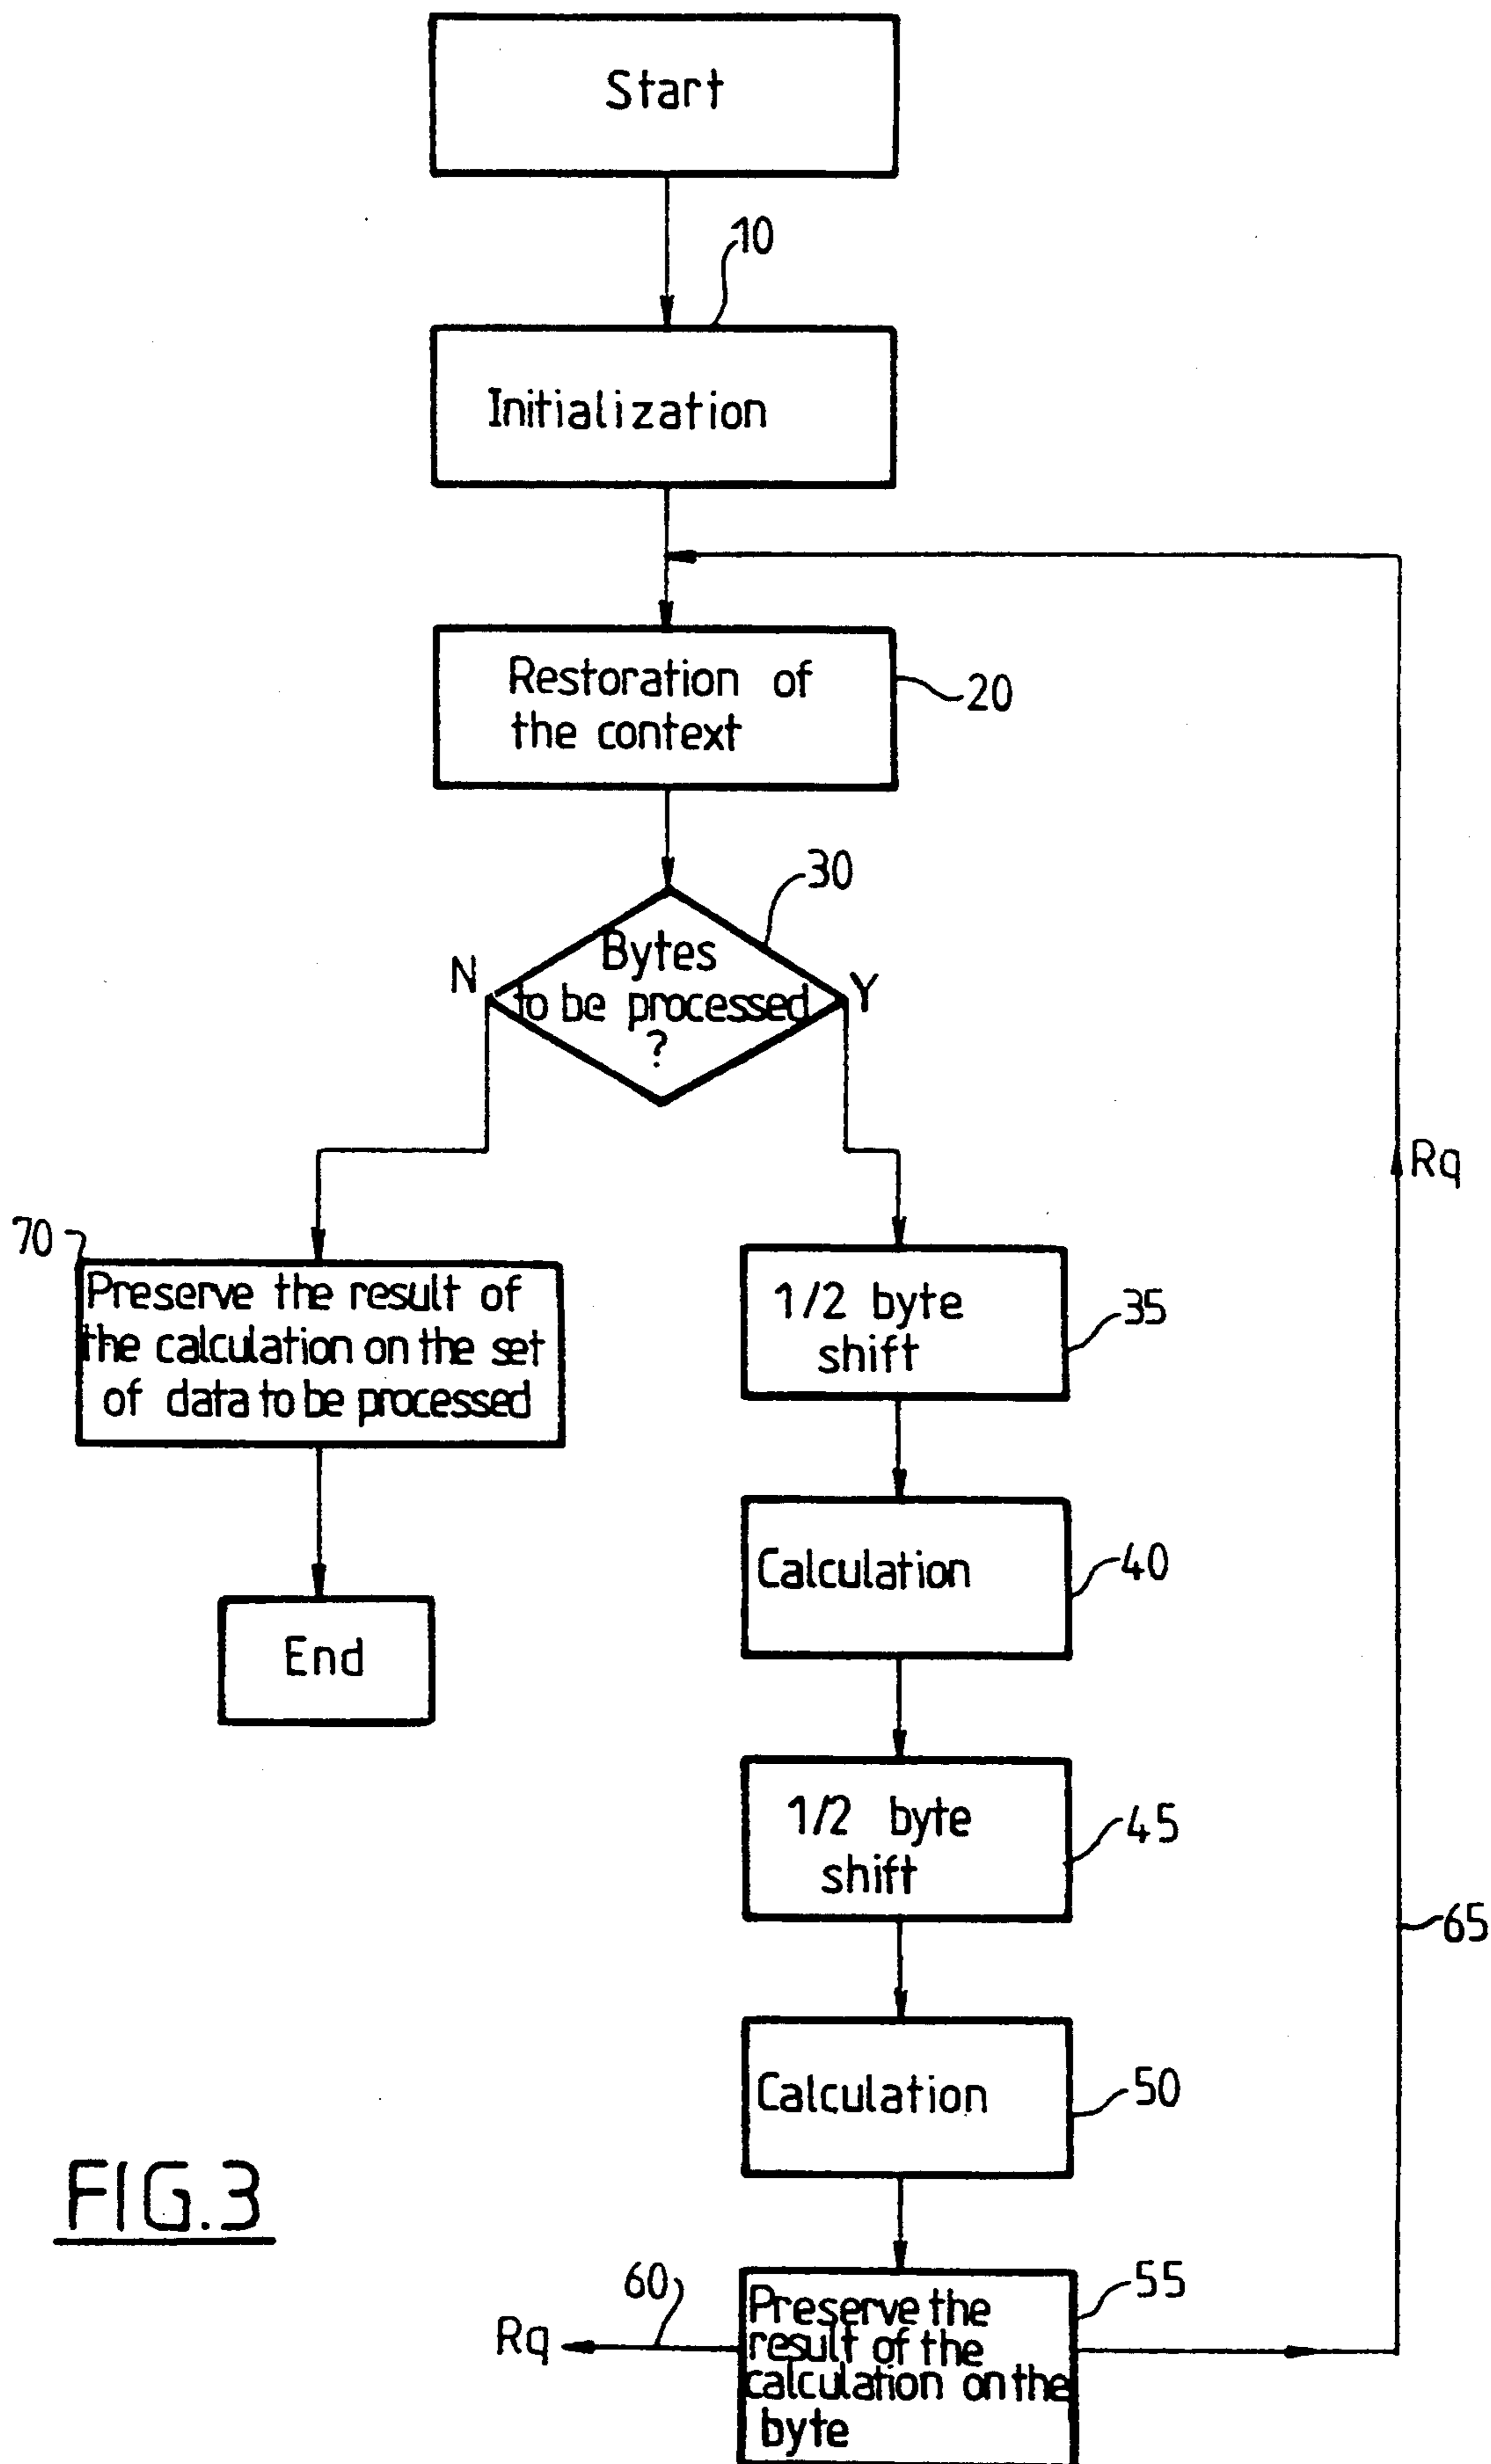 Start
10
Initialization
Restoration of
the context
20
30
Bytes
to be processed
?
N
Y
Rq
70
Preserve the result of
the calculation on the set
of data to be processed
1/2 byte
shift
35
Calculation
40
End
1/2 byte
shift
45
65
Calculation
50
FIG.3
60
Rq
Preserve the
result of the
calculation on the
byte
55